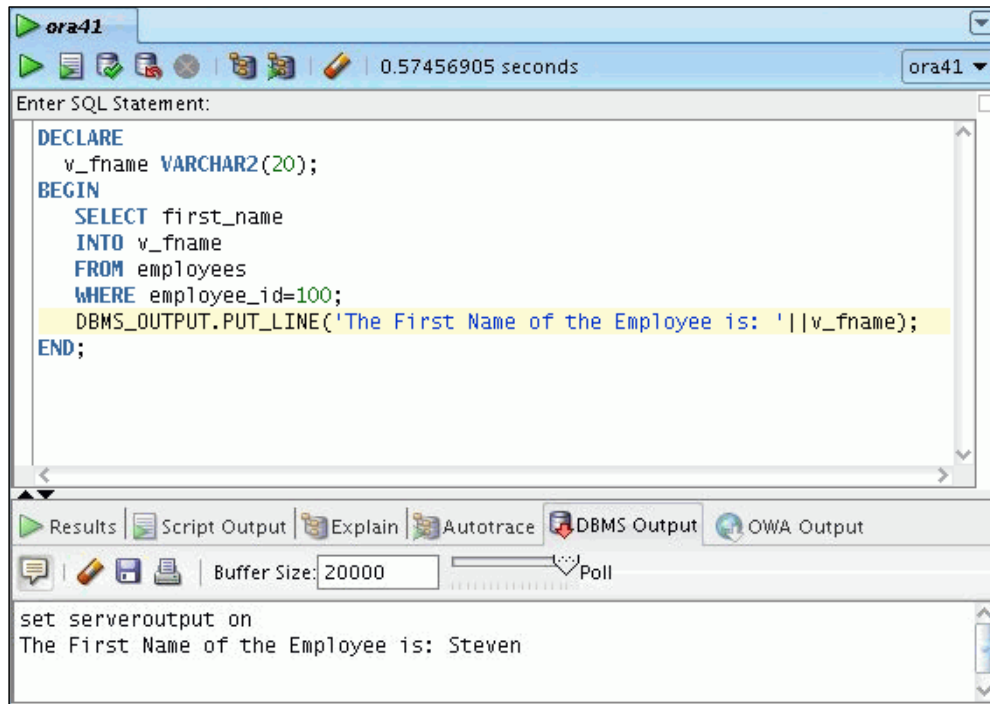 ora41
0.57456905 seconds
ora41
Enter SQL Statement:
DECLARE
v_fname VARCHAR2(20);
BEGIN
SELECT first_name
INTO v_fname
FROM employees
WHERE employee_id=100;
DBMS_OUTPUT.PUT_LINE('The First Name of the Employee is: '||v_fname);
END;
Results Script Output Explain Autotrace DBMS Output OWA Output
Buffer Size: 20000 Poll
set serveroutput on
The First Name of the Employee is: Steven